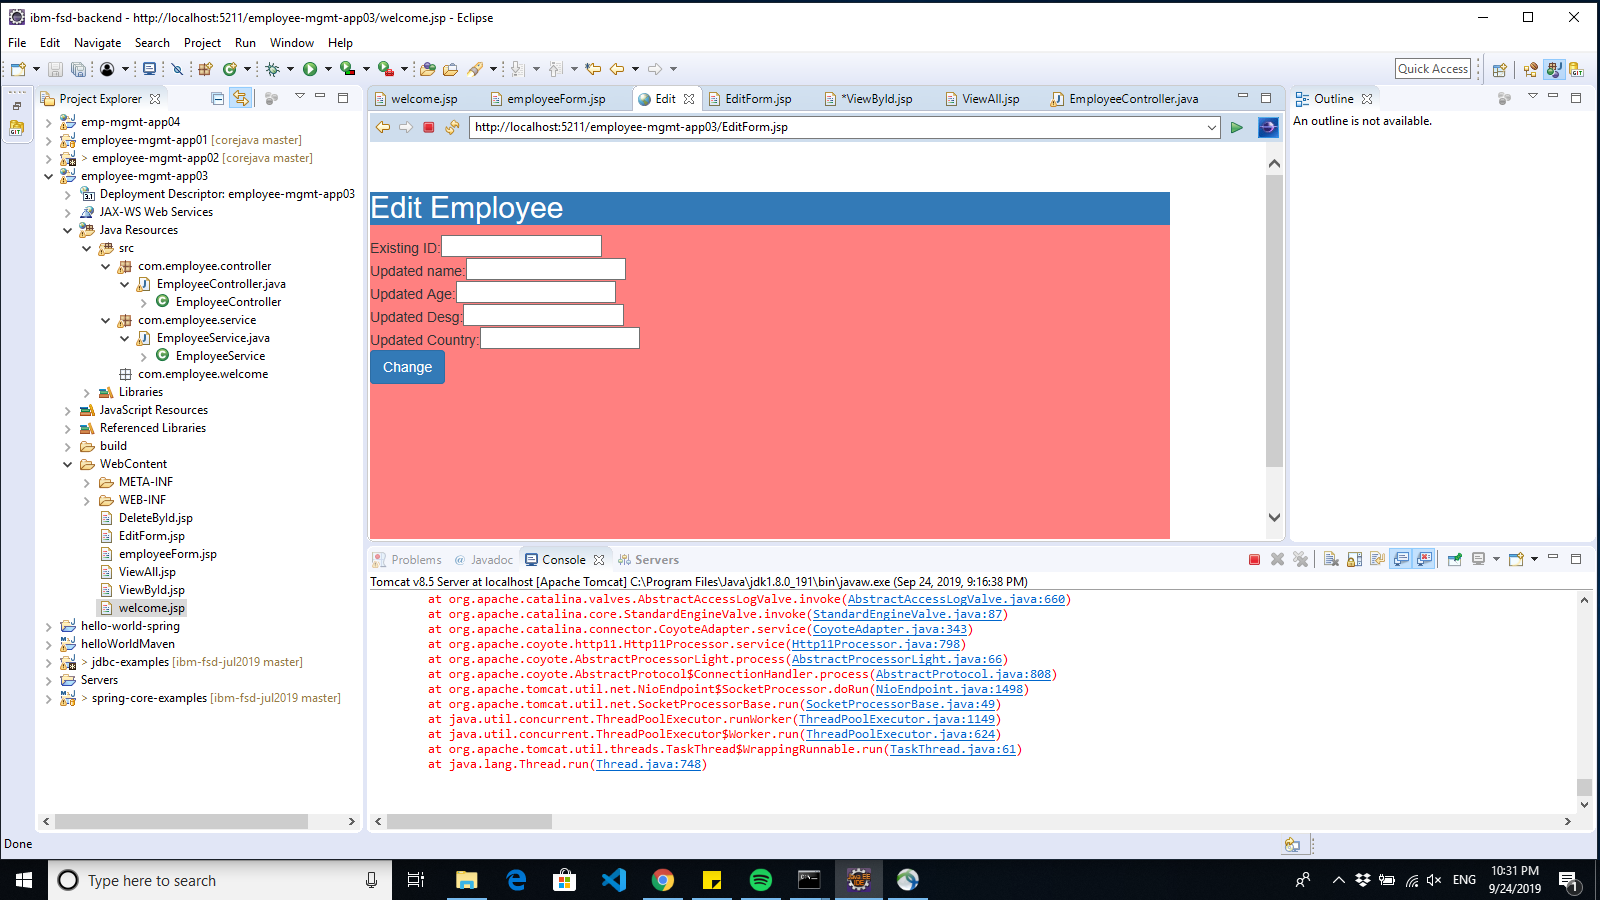 ibm-fsd-backend - http://localhost:5211/employee-mgmt-app03/welcome.jsp - Eclipse
File Edit Navigate Search Project Run Window Help
Quick Access
Project Explorer
emp-mgmt-app04
employee-mgmt-app01 [corejava master]
> employee-mgmt-app02 [corejava master]
employee-mgmt-app03
Deployment Descriptor: employee-mgmt-app03
JAX-WS Web Services
Java Resources
src
com.employee.controller
EmployeeController.java
EmployeeController
com.employee.service
EmployeeService.java
EmployeeService
com.employee.welcome
Libraries
JavaScript Resources
Referenced Libraries
build
WebContent
META-INF
WEB-INF
DeleteById.jsp
EditForm.jsp
employeeForm.jsp
ViewAll.jsp
ViewById.jsp
welcome.jsp
hello-world-spring
helloWorldMaven
> jdbc-examples [ibm-fsd-jul2019 master]
Servers
> spring-core-examples [ibm-fsd-jul2019 master]
welcome.jsp employeeForm.jsp Edit EditForm.jsp *ViewById.jsp ViewAll.jsp EmployeeController.java
http://localhost:5211/employee-mgmt-app03/EditForm.jsp
Edit Employee
Existing ID:
Updated name:
Updated Age:
Updated Desg:
Updated Country:
Change
Outline
An outline is not available.
Problems @ Javadoc Console Servers
Tomcat v8.5 Server at localhost [Apache Tomcat] C:\Program Files\Java\jdk1.8.0_191\bin\javaw.exe (Sep 24, 2019, 9:16:38 PM)
at org.apache.catalina.valves.AbstractAccessLogValve.invoke(AbstractAccessLogValve.java:660)
at org.apache.catalina.core.StandardEngineValve.invoke(StandardEngineValve.java:87)
at org.apache.catalina.connector.CoyoteAdapter.service(CoyoteAdapter.java:343)
at org.apache.coyote.http11.Http11Processor.service(Http11Processor.java:798)
at org.apache.coyote.AbstractProcessorLight.process(AbstractProcessorLight.java:66)
at org.apache.coyote.AbstractProtocol$ConnectionHandler.process(AbstractProtocol.java:808)
at org.apache.tomcat.util.net.NioEndpoint$SocketProcessor.doRun(NioEndpoint.java:1498)
at org.apache.tomcat.util.net.SocketProcessorBase.run(SocketProcessorBase.java:49)
at java.util.concurrent.ThreadPoolExecutor.runWorker(ThreadPoolExecutor.java:1149)
at java.util.concurrent.ThreadPoolExecutor$Worker.run(ThreadPoolExecutor.java:624)
at org.apache.tomcat.util.threads.TaskThread$WrappingRunnable.run(TaskThread.java:61)
at java.lang.Thread.run(Thread.java:748)
Done
Type here to search
ENG
10:31 PM
9/24/2019
1